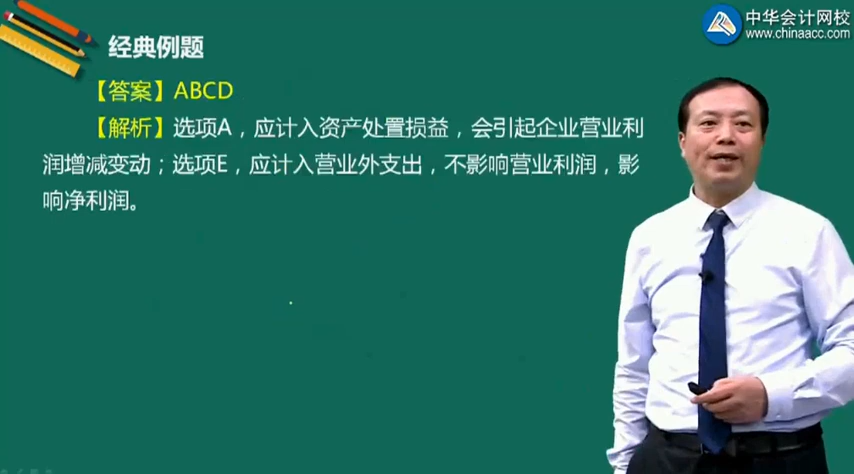 中华会计网校
www.chinaacc.com
经典例题
【答案】ABCD
【解析】选项A，应计入资产处置损益，会引起企业营业利
润增减变动；选项E，应计入营业外支出，不影响营业利润，影
响净利润。